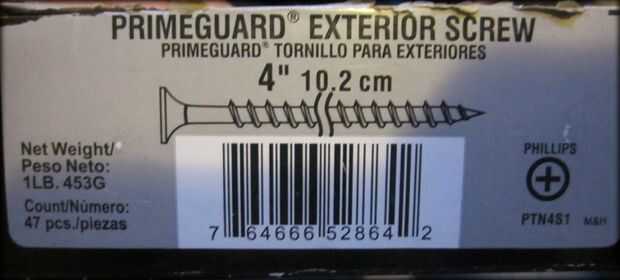 PRIMEGUARD® EXTERIOR SCREW
PRIMEGUARD® TORNILLO PARA EXTERIORES
4" 10.2 cm
Net Weight/
Peso Neto:
1LB. 453G
Count/Número:
47 pcs./piezas
PHILLIPS
PTN4S1 M&H
7 64666 52864 2